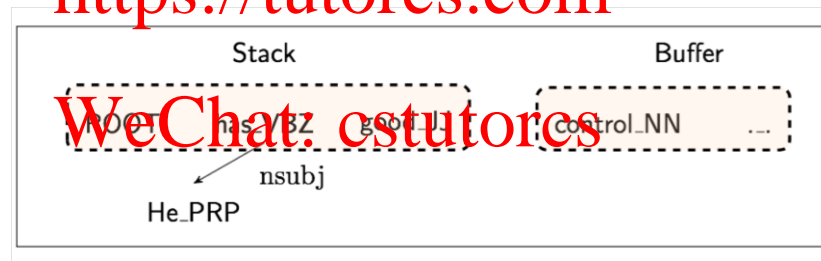 https://tutorcs.com
Stack Buffer
ROOT has_VBZ good_JJ control_NN ._.
WeChat: cstutorcs
nsubj
He_PRP